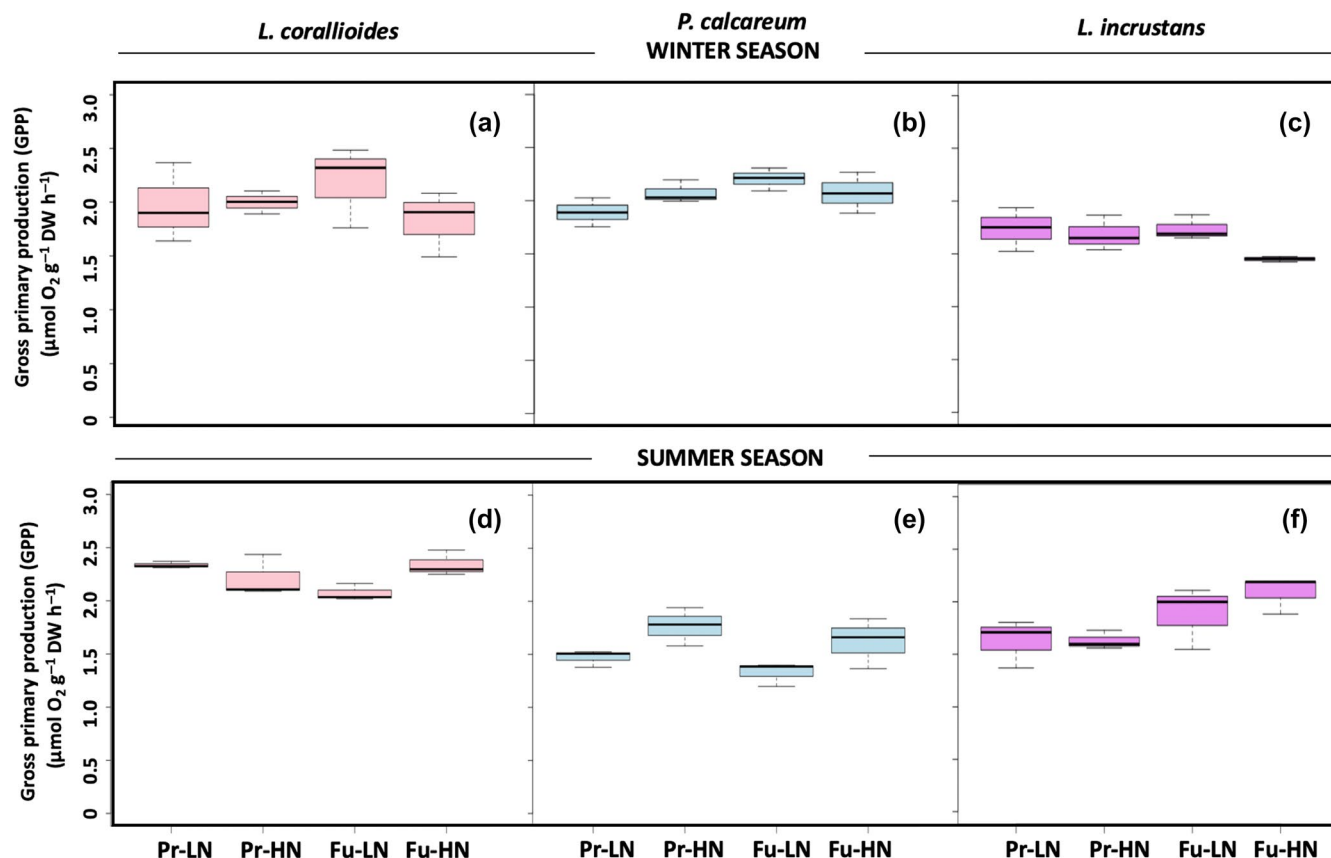 L. corallioides P. calcareum L. incrustans
WINTER SEASON
Gross primary production (GPP)
(µmol O₂ g⁻¹ DW h⁻¹)
3.0
2.5
2.0
1.5
1.0
0.5
0
(a) (b) (c)
SUMMER SEASON
Gross primary production (GPP)
(µmol O₂ g⁻¹ DW h⁻¹)
3.0
2.5
2.0
1.5
1.0
0.5
0
(d) (e) (f)
Pr-LN Pr-HN Fu-LN Fu-HN Pr-LN Pr-HN Fu-LN Fu-HN Pr-LN Pr-HN Fu-LN Fu-HN